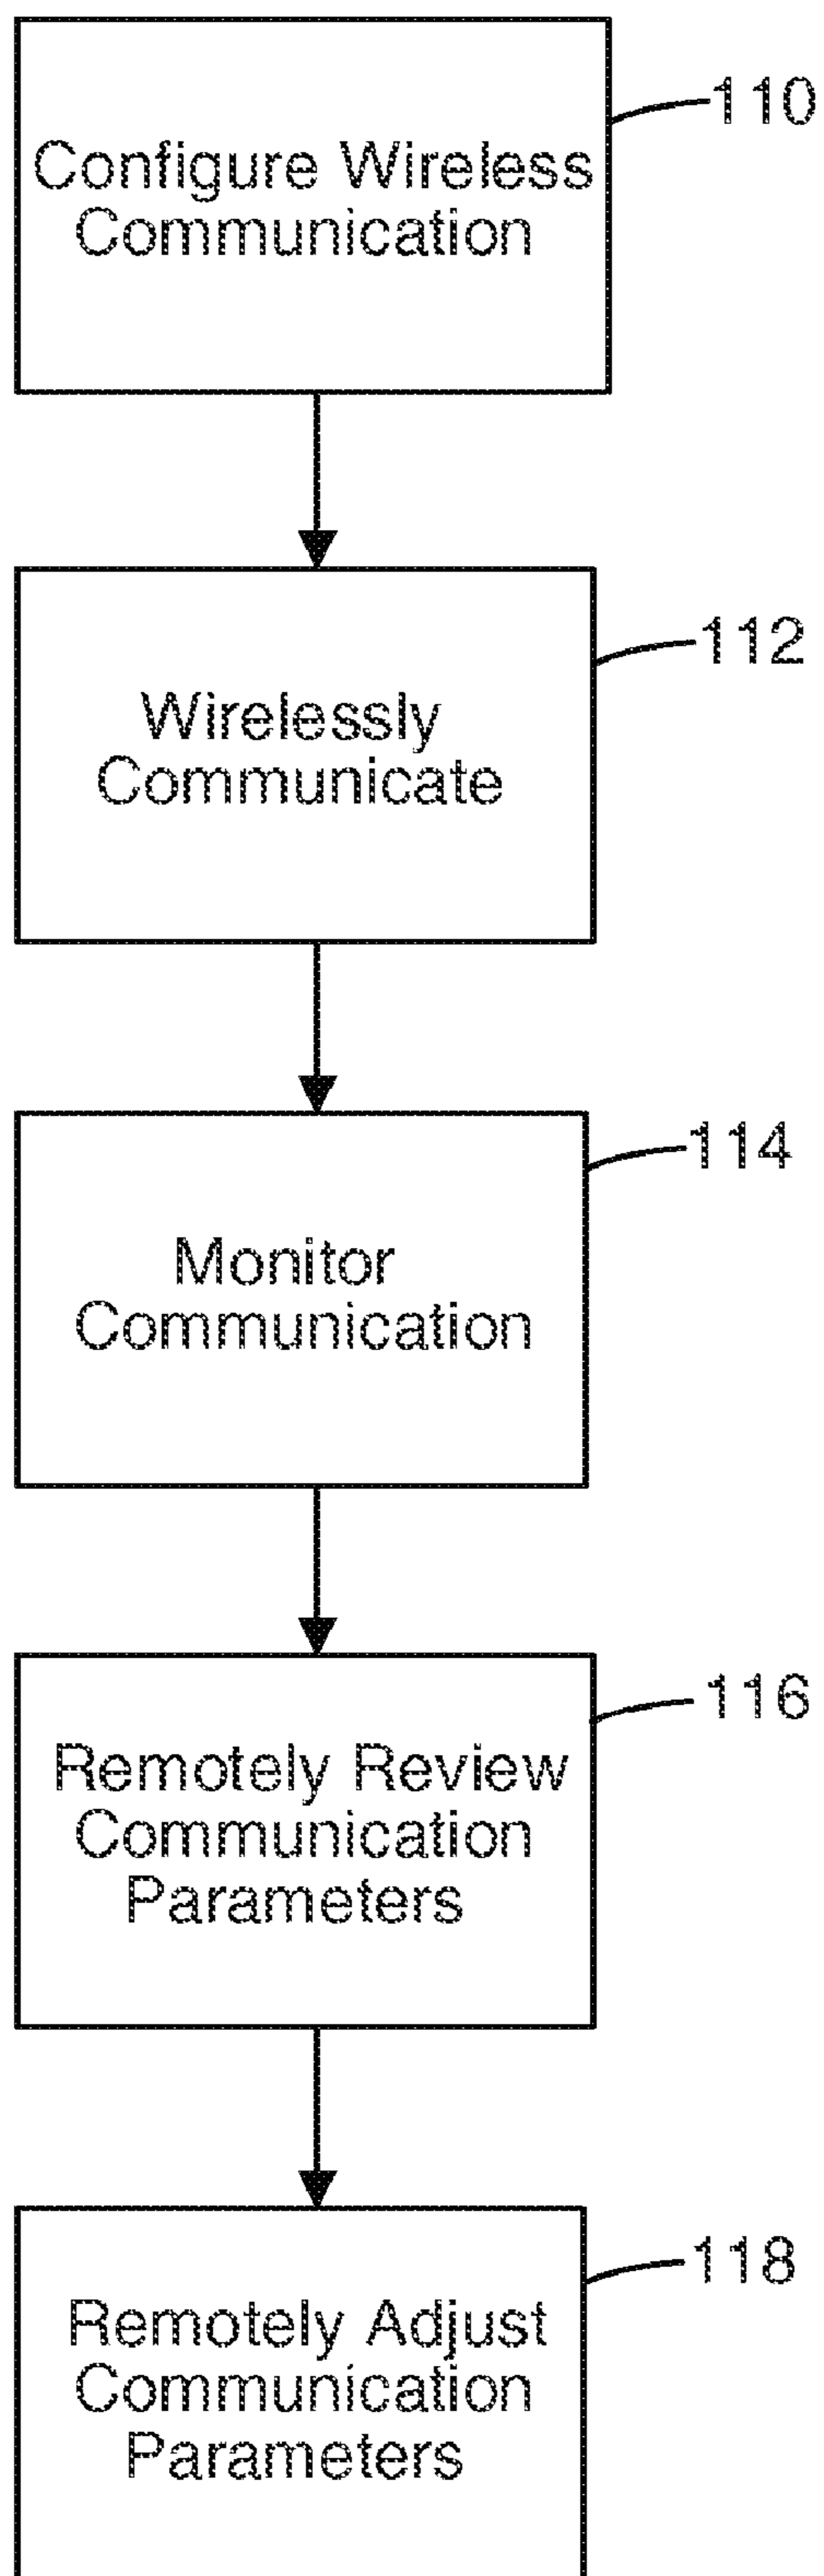 110
Configure Wireless
Communication
112
Wirelessly
Communicate
114
Monitor
Communication
116
Remotely Review
Communication
Parameters
118
Remotely Adjust
Communication
Parameters